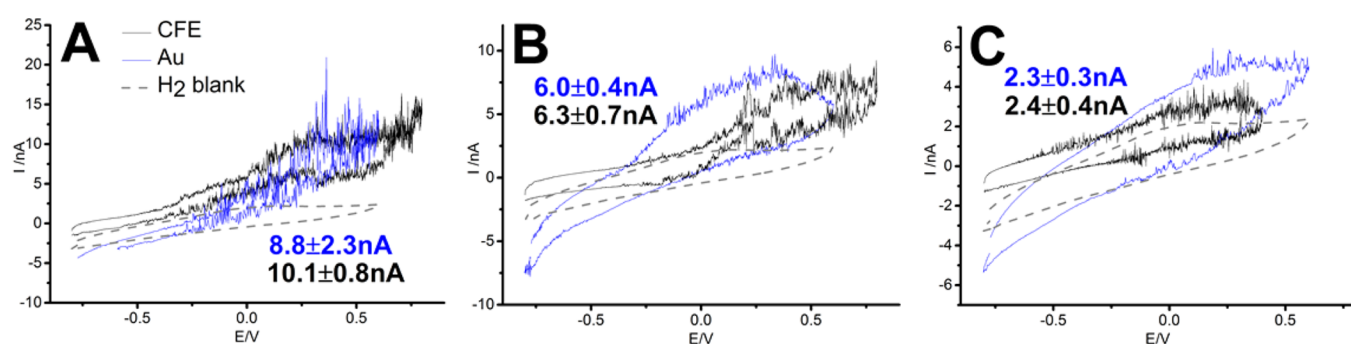 A
CFE
Au
H2 blank
8.8±2.3nA
10.1±0.8nA
25
20
15
10
5
0
-5
-10
I /nA
-0.5
0.0
0.5
E/V
B
6.0±0.4nA
6.3±0.7nA
10
5
0
-5
-10
I /nA
-0.5
0.0
0.5
E/V
C
2.3±0.3nA
2.4±0.4nA
6
4
2
0
-2
-4
-6
I /nA
-0.5
0.0
0.5
E/V